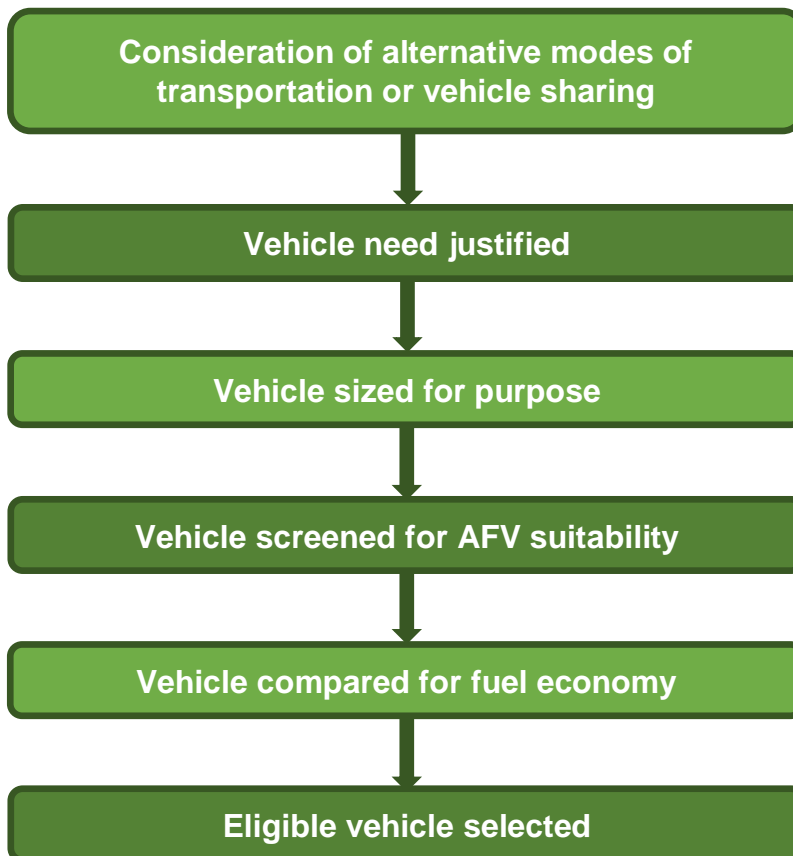 Consideration of alternative modes of
transportation or vehicle sharing
Vehicle need justified
Vehicle sized for purpose
Vehicle screened for AFV suitability
Vehicle compared for fuel economy
Eligible vehicle selected